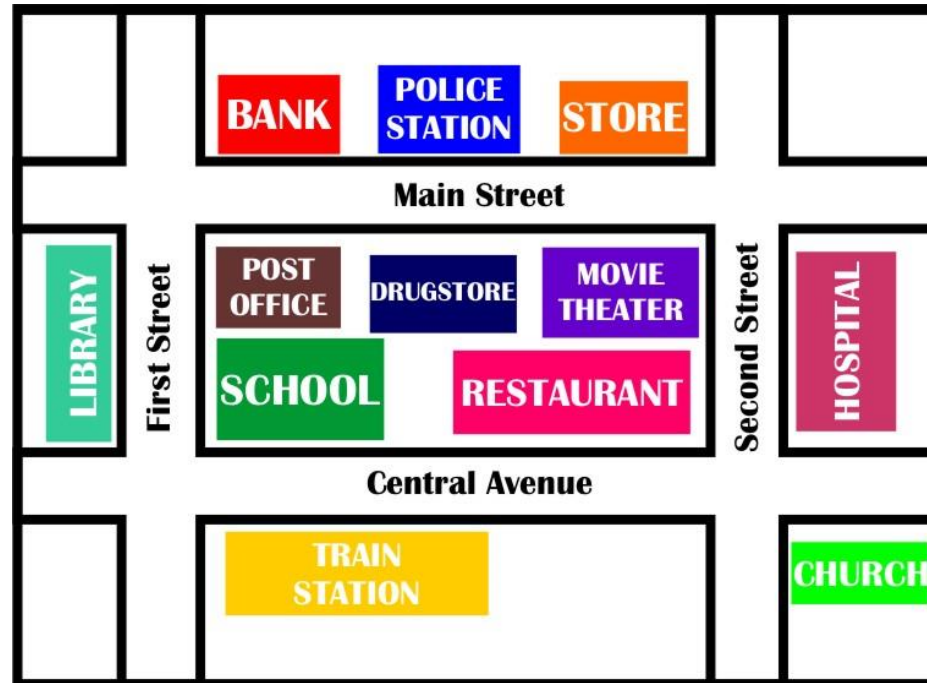 BANK
POLICE
STATION
STORE
Main Street
LIBRARY
First Street
POST
OFFICE
DRUGSTORE
MOVIE
THEATER
SCHOOL
RESTAURANT
Second Street
HOSPITAL
Central Avenue
TRAIN
STATION
CHURCH